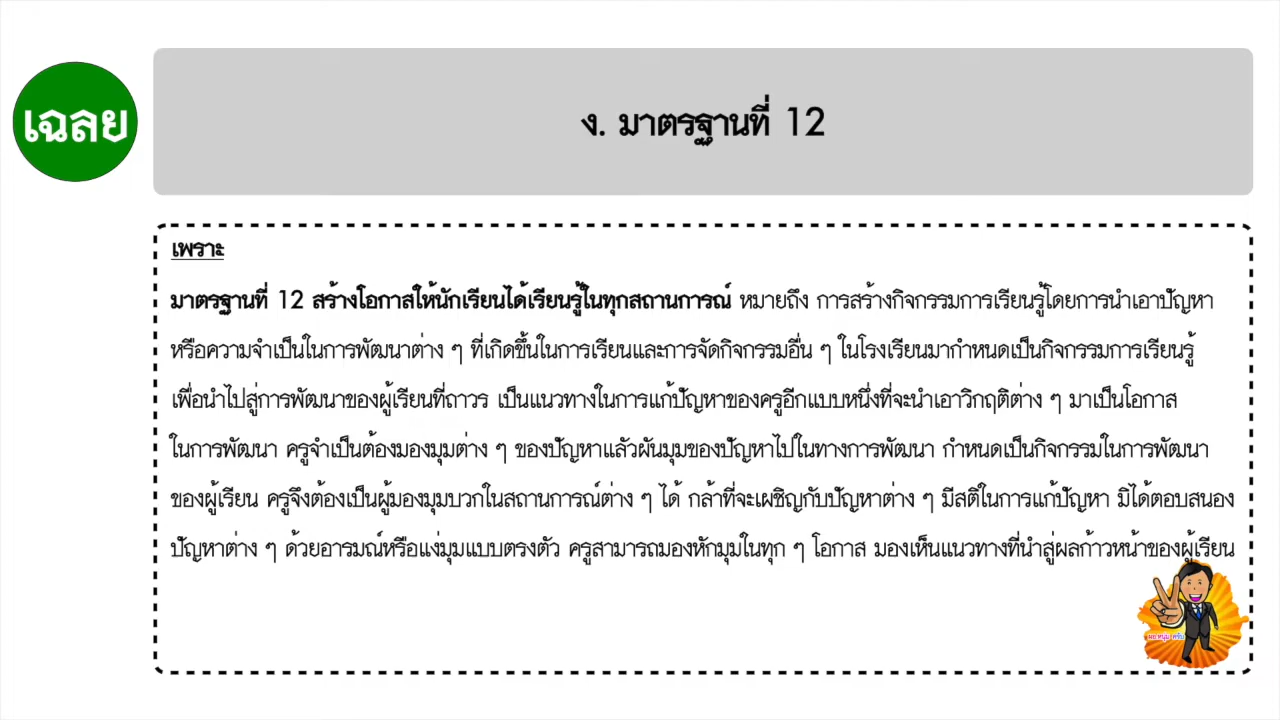 เฉลย
ง. มาตรฐานที่ 12
เพราะ
มาตรฐานที่ 12 สร้างโอกาสให้นักเรียนได้เรียนรู้ในทุกสถานการณ์ หมายถึง การสร้างกิจกรรมการเรียนรู้โดยการนำเอาปัญหา
หรือความจำเป็นในการพัฒนาต่าง ๆ ที่เกิดขึ้นในการเรียนและการจัดกิจกรรมอื่น ๆ ในโรงเรียนมากำหนดเป็นกิจกรรมการเรียนรู้
เพื่อนำไปสู่การพัฒนาของผู้เรียนที่ถาวร เป็นแนวทางในการแก้ปัญหาของครูอีกแบบหนึ่งที่จะนำเอาวิกฤติต่าง ๆ มาเป็นโอกาส
ในการพัฒนา ครูจำเป็นต้องมองมุมต่าง ๆ ของปัญหาแล้วผันมุมของปัญหาไปในทางการพัฒนา กำหนดเป็นกิจกรรมในการพัฒนา
ของผู้เรียน ครูจึงต้องเป็นผู้มองมุมบวกในสถานการณ์ต่าง ๆ ได้ กล้าที่จะเผชิญกับปัญหาต่าง ๆ มีสติในการแก้ปัญหา มิได้ตอบสนอง
ปัญหาต่าง ๆ ด้วยอารมณ์หรือแง่มุมแบบตรงตัว ครูสามารถมองหักมุมในทุก ๆ โอกาส มองเห็นแนวทางที่นำสู่ผลก้าวหน้าของผู้เรียน